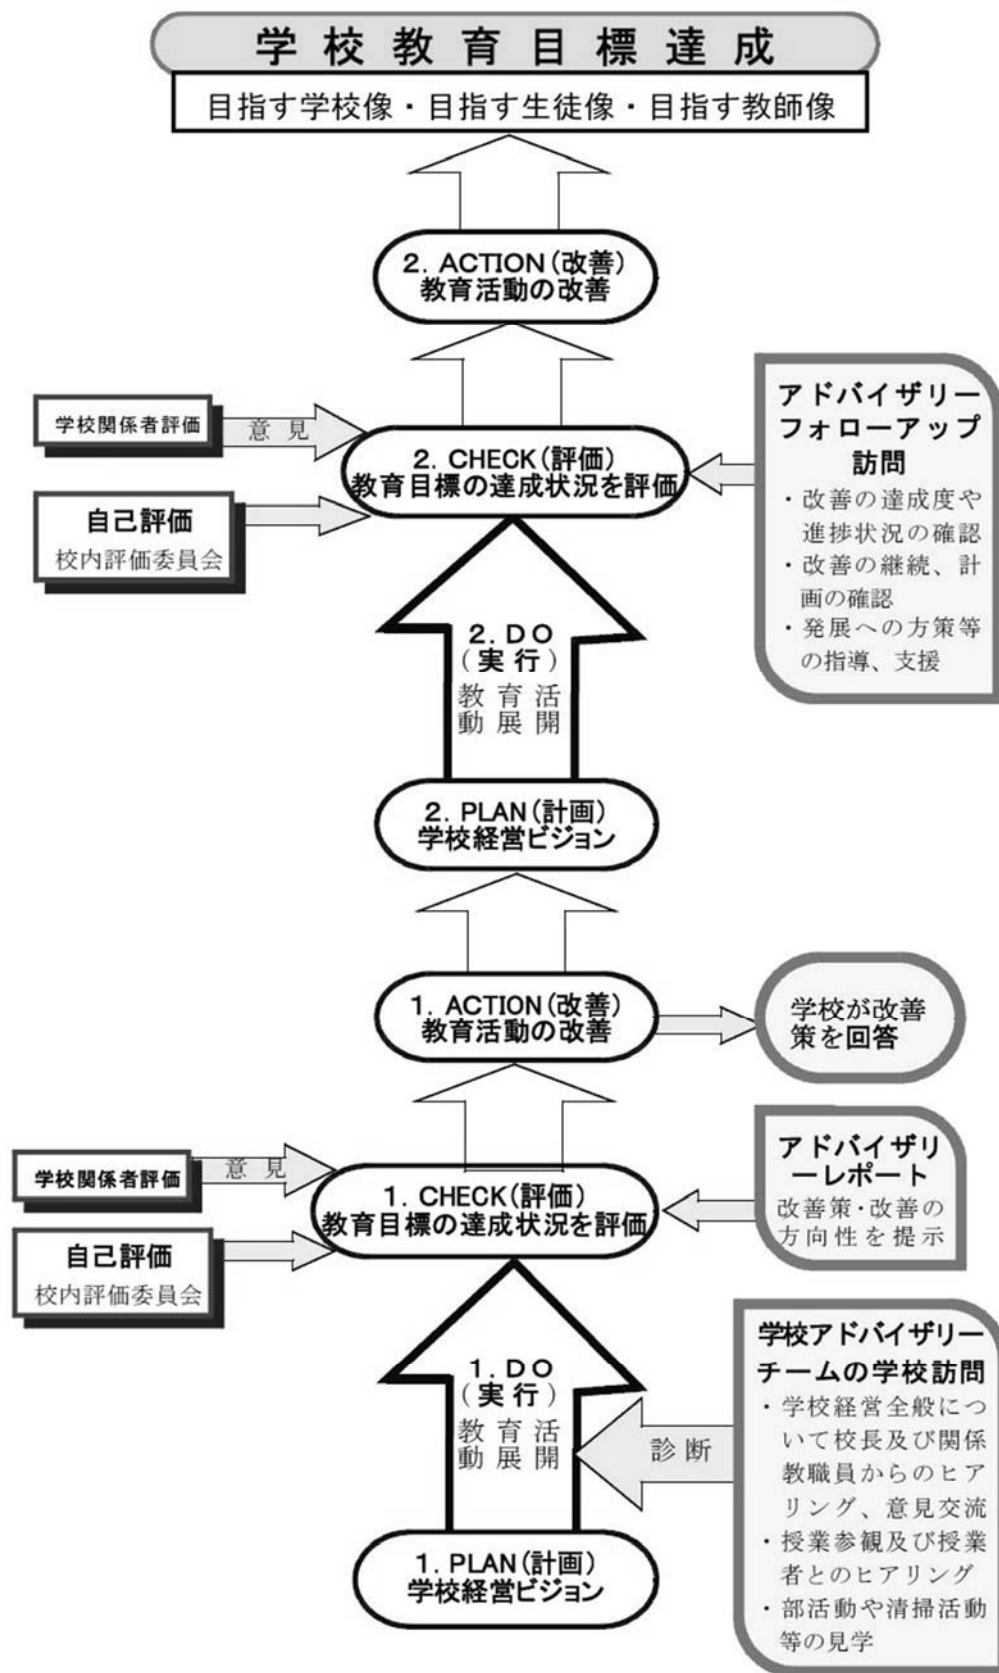 学校教育目標達成
目指す学校像・目指す生徒像・目指す教師像
2. ACTION(改善)
教育活動の改善
学校関係者評価
意見
2. CHECK(評価)
教育目標の達成状況を評価
自己評価
校内評価委員会
アドバイザリー
フォローアップ
訪問
・改善の達成度や
進捗状況の確認
・改善の継続、計
画の確認
・発展への方策等
の指導、支援
2. DO
(実行)
教育活
動展開
2. PLAN(計画)
学校経営ビジョン
1. ACTION(改善)
教育活動の改善
学校が改善
策を回答
学校関係者評価
意見
1. CHECK(評価)
教育目標の達成状況を評価
自己評価
校内評価委員会
アドバイザリ
ーレポート
改善策・改善の
方向性を提示
1. DO
(実行)
教育活
動展開
診断
学校アドバイザリー
チームの学校訪問
・学校経営全般につ
いて校長及び関係
教職員からのヒア
リング、意見交流
・授業参観及び授業
者とのヒアリング
・部活動や清掃活動
等の見学
1. PLAN(計画)
学校経営ビジョン